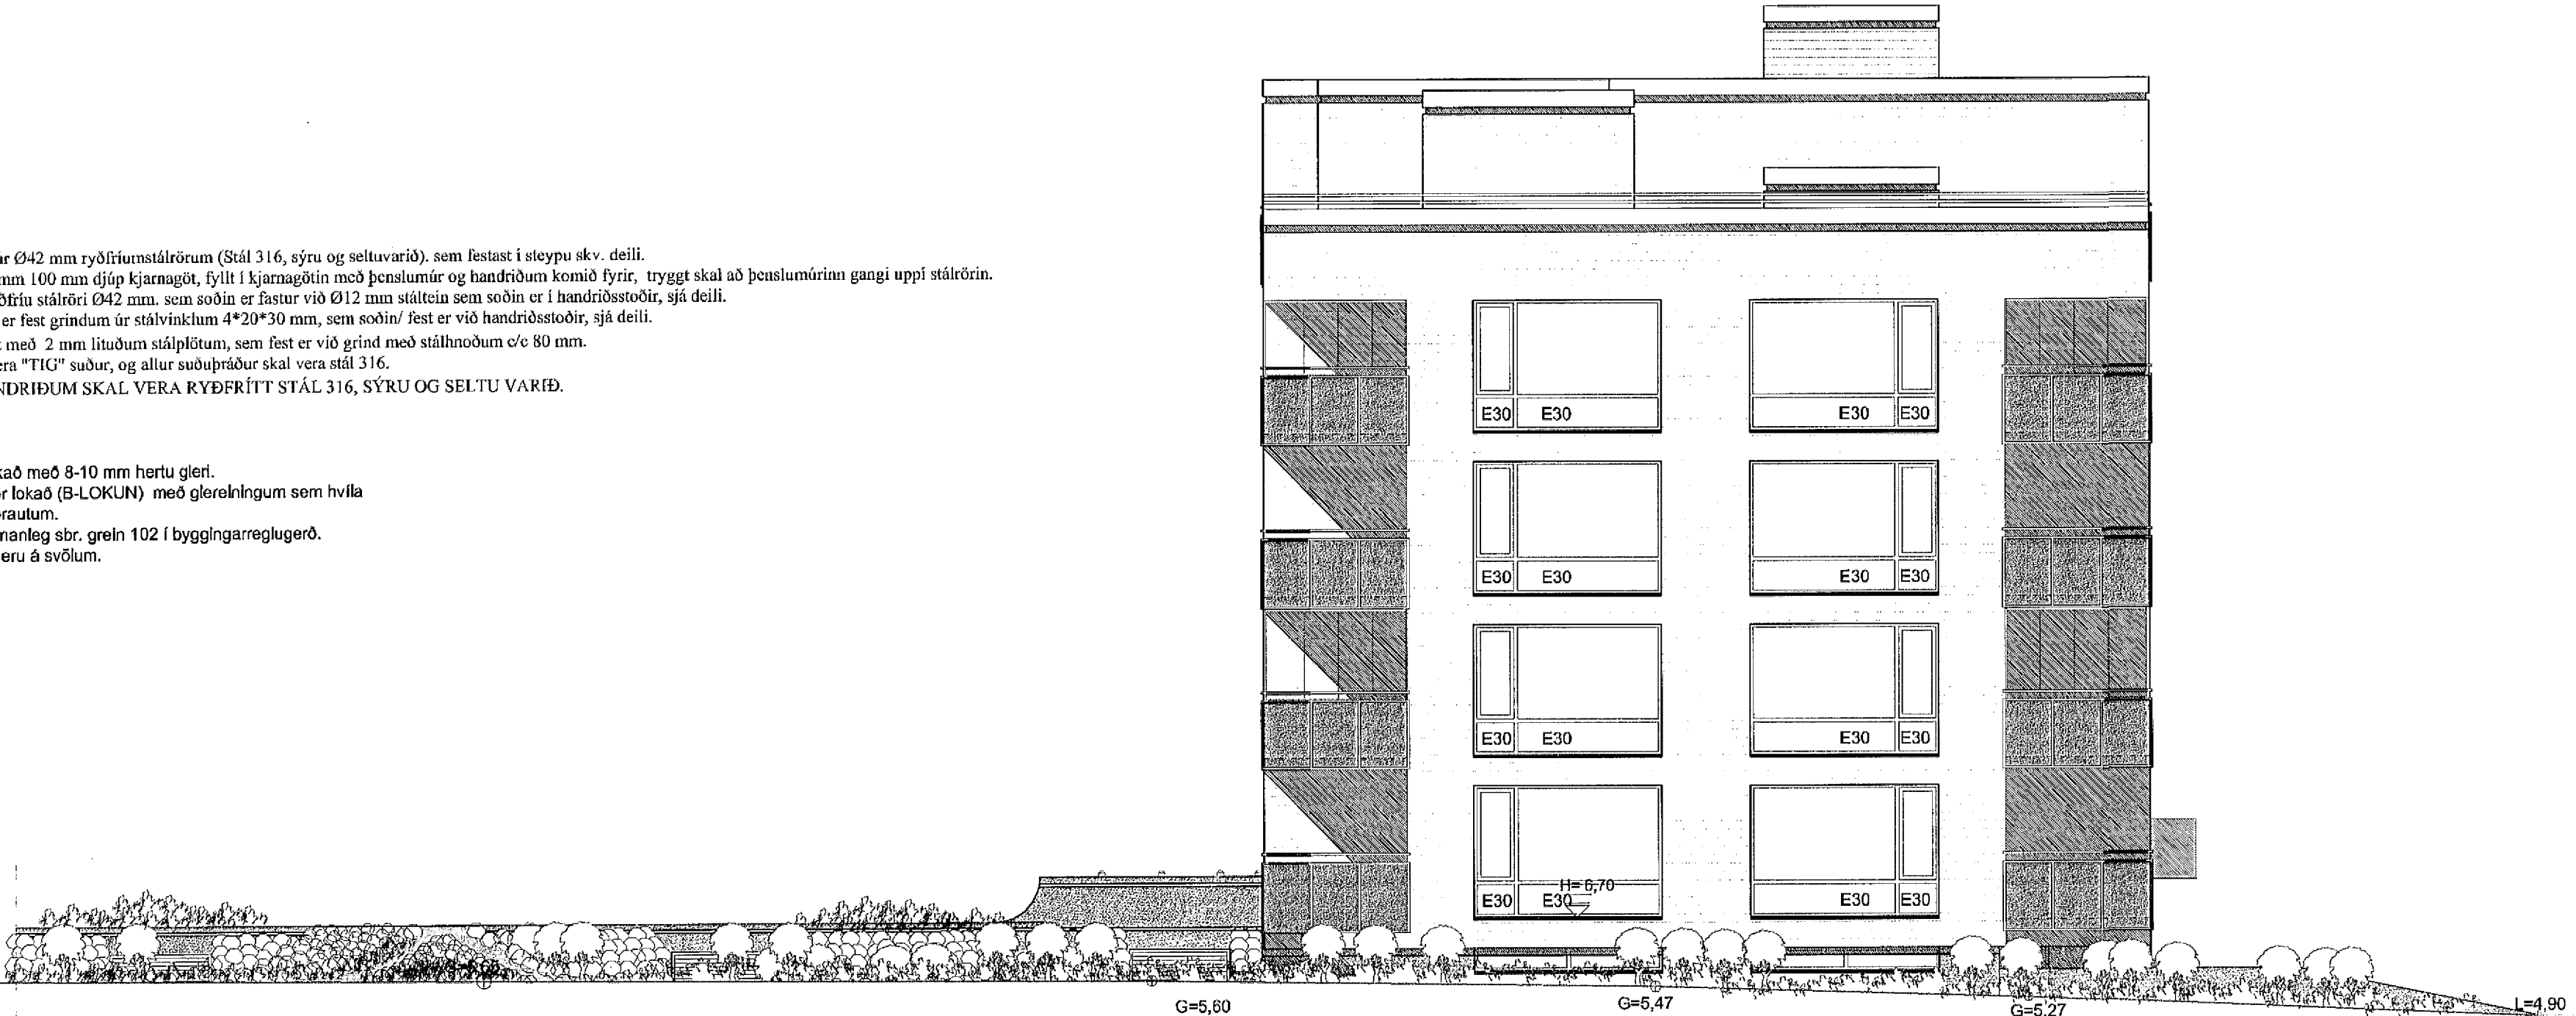 úr Ø42 mm ryðfríumstálrörum (Stál 316, sýru og seltuvarið). sem festast í steypu skv. deili.
mm 100 mm djúp kjarnagöt, fyllt í kjarnagötin með þenslumúr og handriðum komið fyrir, tryggt skal að þenslumúrinn gangi uppí stálrörin.
ðfríu stálröri Ø42 mm. sem soðin er fastur við Ø12 mm stáltein sem soðin er í handriðsstoðir, sjá deili.
er fest grindum úr stálvinklum 4*20*30 mm, sem soðin/ fest er við handriðsstoðir, sjá deili.
með 2 mm lituðum stálplötum, sem fest er við grind með stálhnoðum c/c 80 mm.
era "TIG" suður, og allur suðuþráður skal vera stál 316.
NDRIÐUM SKAL VERA RYÐFRÍTT STÁL 316, SÝRU OG SELTU VARIÐ.
kað með 8-10 mm hertu gleri.
r lokað (B-LOKUN) með glereiningum sem hvíla
rautum.
nanleg sbr. grein 102 í byggingarreglugerð.
eru á svölum.
E30 E30 E30 E30
E30 E30 E30 E30
E30 E30 E30 E30
H= 6,70
E30 E30 E30 E30
G=5,60
G=5,47
G=5,27
L=4,90